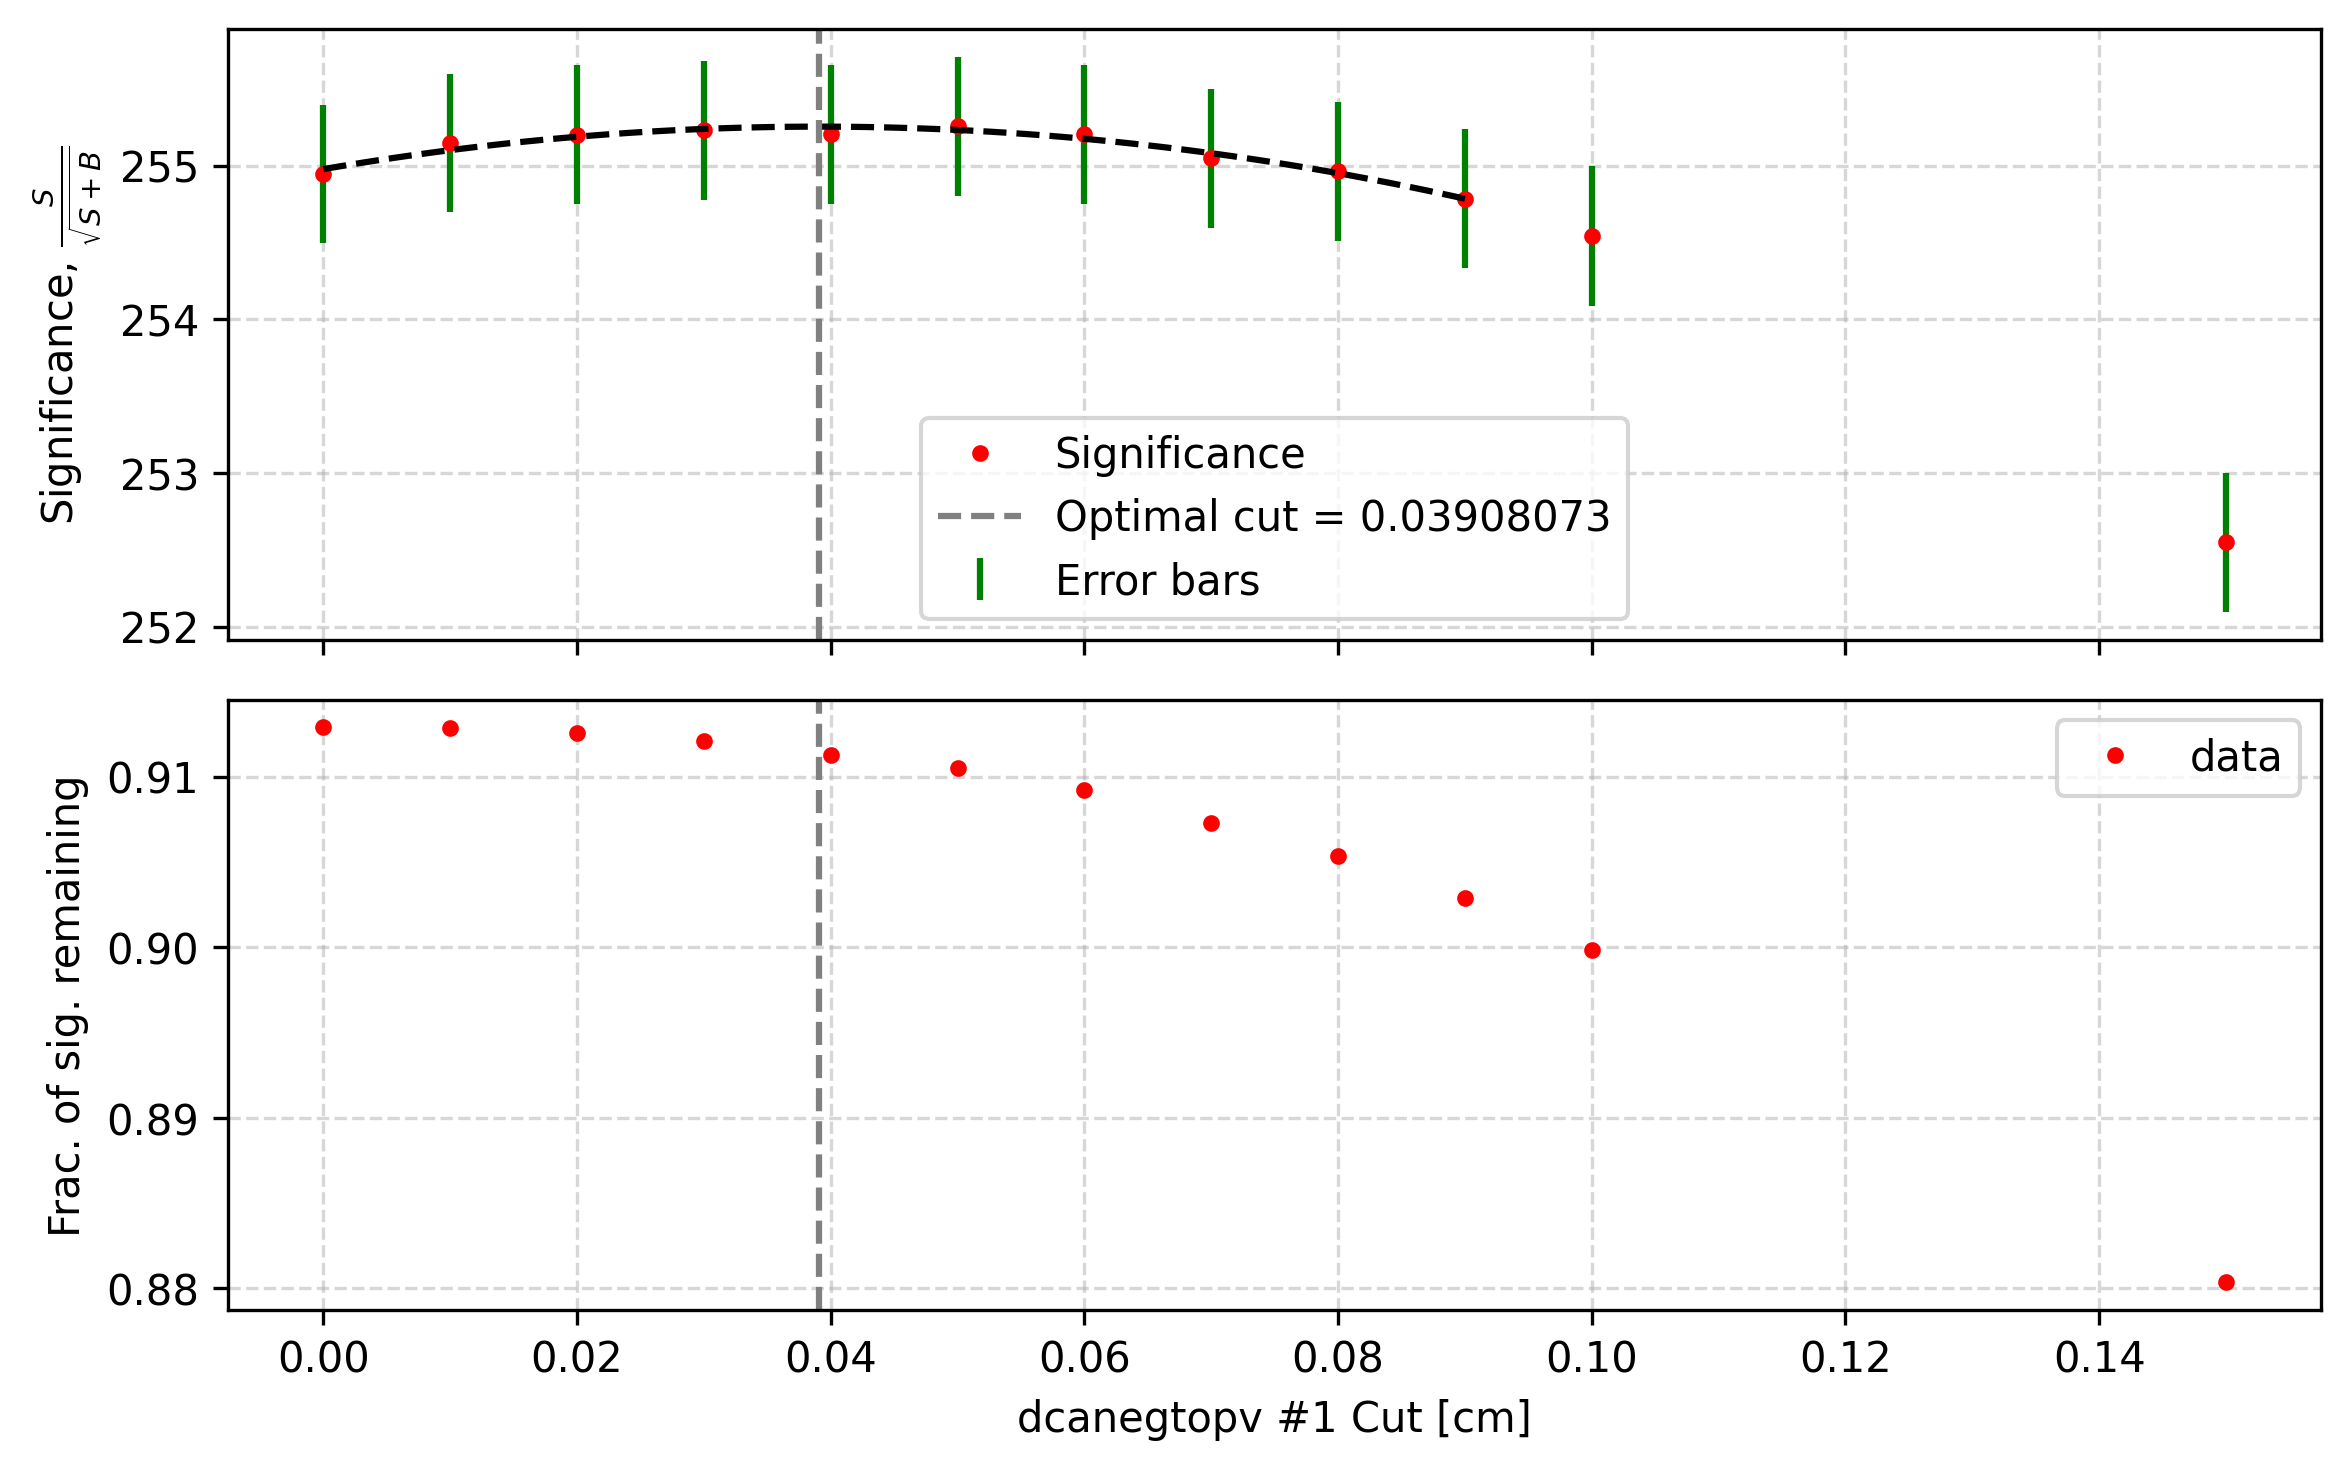 Significance, S/√S + B
255
254
253
252
Significance
Optimal cut = 0.03908073
Error bars
Frac. of sig. remaining
0.91
0.90
0.89
0.88
data
0.00 0.02 0.04 0.06 0.08 0.10 0.12 0.14
dcanegtopv #1 Cut [cm]